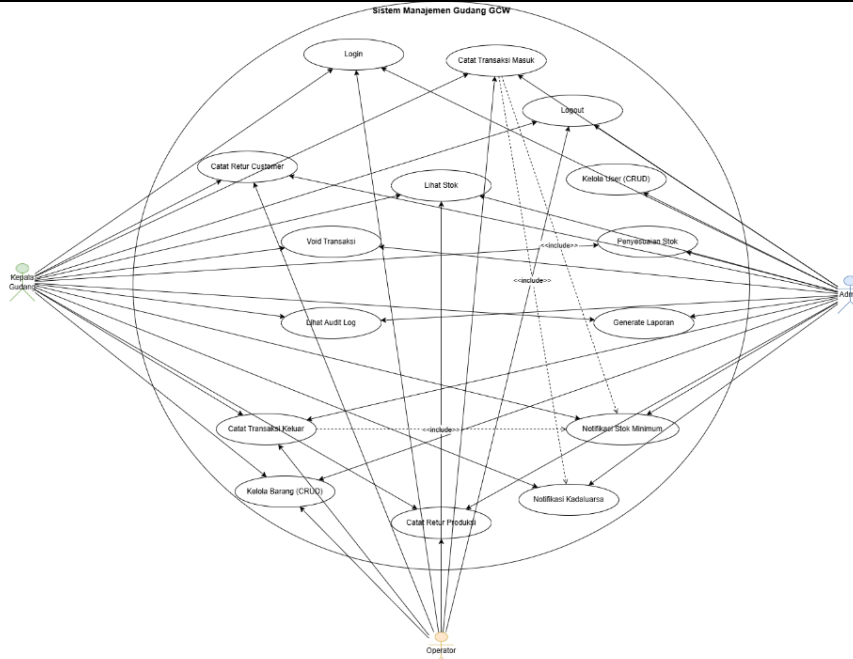 Sistem Manajemen Gudang GCW
Login
Catat Transaksi Masuk
Logout
Catat Retur Customer
Lihat Stok
Kelola User (CRUD)
Void Transaksi
<<include>>
Penyesuaian Stok
Kepala
Gudang
<<include>>
Adm
Lihat Audit Log
Generate Laporan
Catat Transaksi Keluar
<<include>>
Notifikasi Stok Minimum
Kelola Barang (CRUD)
Notifikasi Kadaluarsa
Catat Retur Produksi
Operator